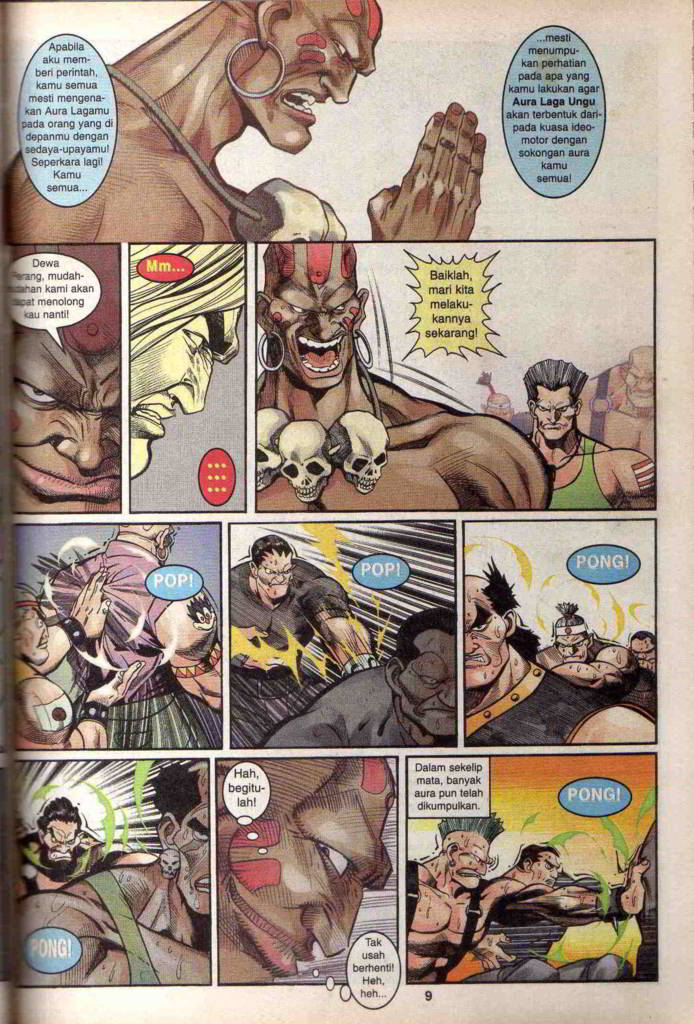 Apabila
aku mem-
beri perintah,
kamu semua
mesti mengena-
kan Aura Lagamu
pada orang yang di
depanmu dengan
sedaya-upayamu!
Seperkara lagi!
Kamu
semua...
...mesti
menumpu-
kan perhatian
pada apa yang
kamu lakukan agar
Aura Laga Ungu
akan terbentuk dari-
pada kuasa ideo-
motor dengan
sokongan aura
kamu
semua!
Dewa
Perang, mudah-
mudahan kami akan
dapat menolong
kau nanti!
Mm...
Baiklah,
mari kita
melaku-
kannya
sekarang!
POP!
POP!
PONG!
PONG!
Hah,
begitu-
lah!
Tak
usah
berhenti!
Heh,
heh...
Dalam sekelip
mata, banyak
aura pun telah
dikumpulkan.
PONG!
9